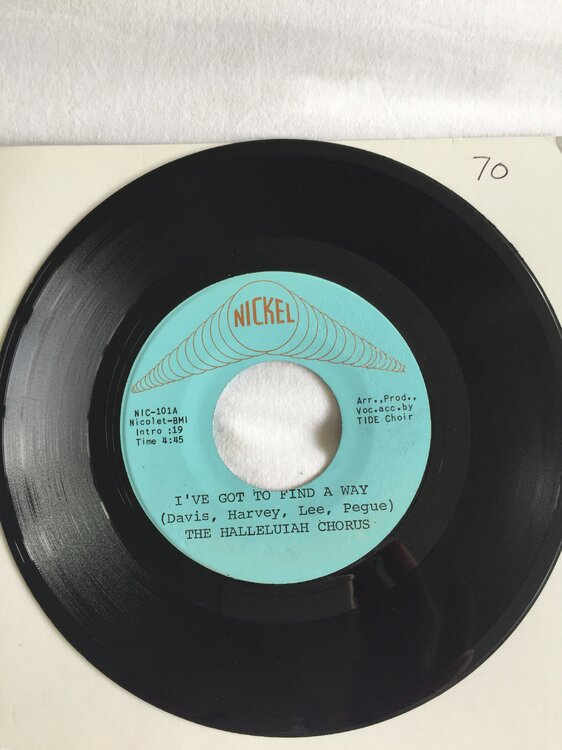 70
NICKEL
NIC-101A
Nicolet-BMI
Intro :19
Time 4:45
Arr.,Prod.,
Voc.acc.by
TIDE Choir
I'VE GOT TO FIND A WAY
(Davis, Harvey, Lee, Pegue)
THE HALLELUIAH CHORUS